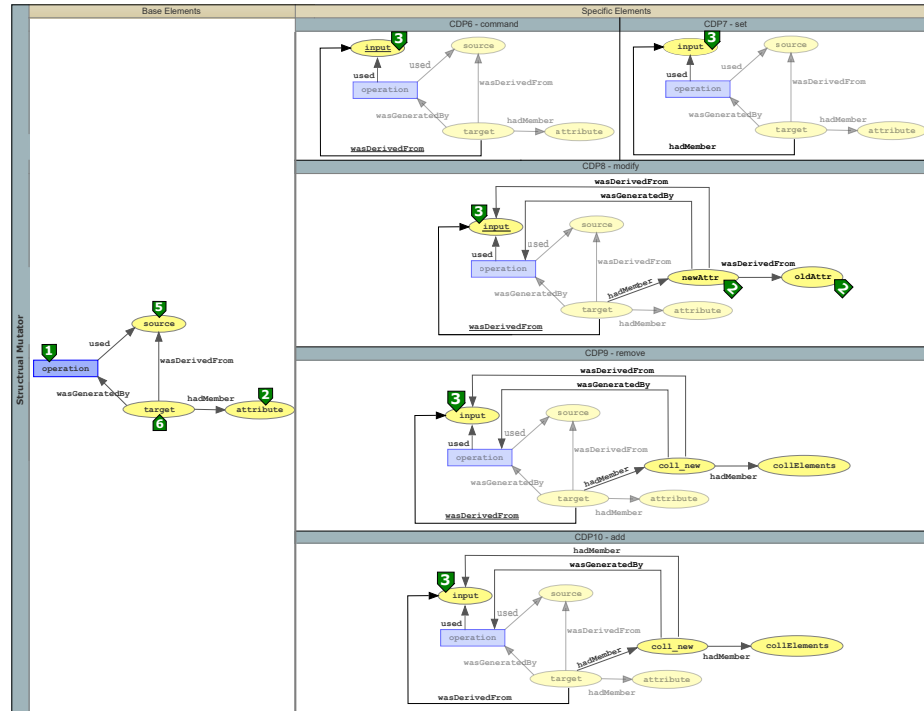 Base Elements
Specific Elements
Structrual Mutator
5
source
1
used
operation
wasDerivedFrom
wasGeneratedBy
hadMember
2
target
attribute
6
CDP6 - command
3
input
source
used
used
operation
wasDerivedFrom
wasGeneratedBy
target
hadMember
attribute
wasDerivedFrom
CDP7 - set
3
input
source
used
used
operation
wasDerivedFrom
wasGeneratedBy
target
hadMember
attribute
hadMember
CDP8 - modify
wasDerivedFrom
wasGeneratedBy
3
input
source
used
used
operation
wasDerivedFrom
wasGeneratedBy
hadMember
newAttr
wasDerivedFrom
oldAttr
2
2
target
hadMember
attribute
wasDerivedFrom
CDP9 - remove
wasDerivedFrom
wasGeneratedBy
3
input
source
used
used
operation
wasDerivedFrom
wasGeneratedBy
hadMember
coll_new
hadMember
collElements
target
hadMember
attribute
wasDerivedFrom
CDP10 - add
hadMember
wasGeneratedBy
3
input
source
used
used
operation
wasDerivedFrom
wasGeneratedBy
hadMember
coll_new
hadMember
collElements
target
hadMember
attribute
wasDerivedFrom